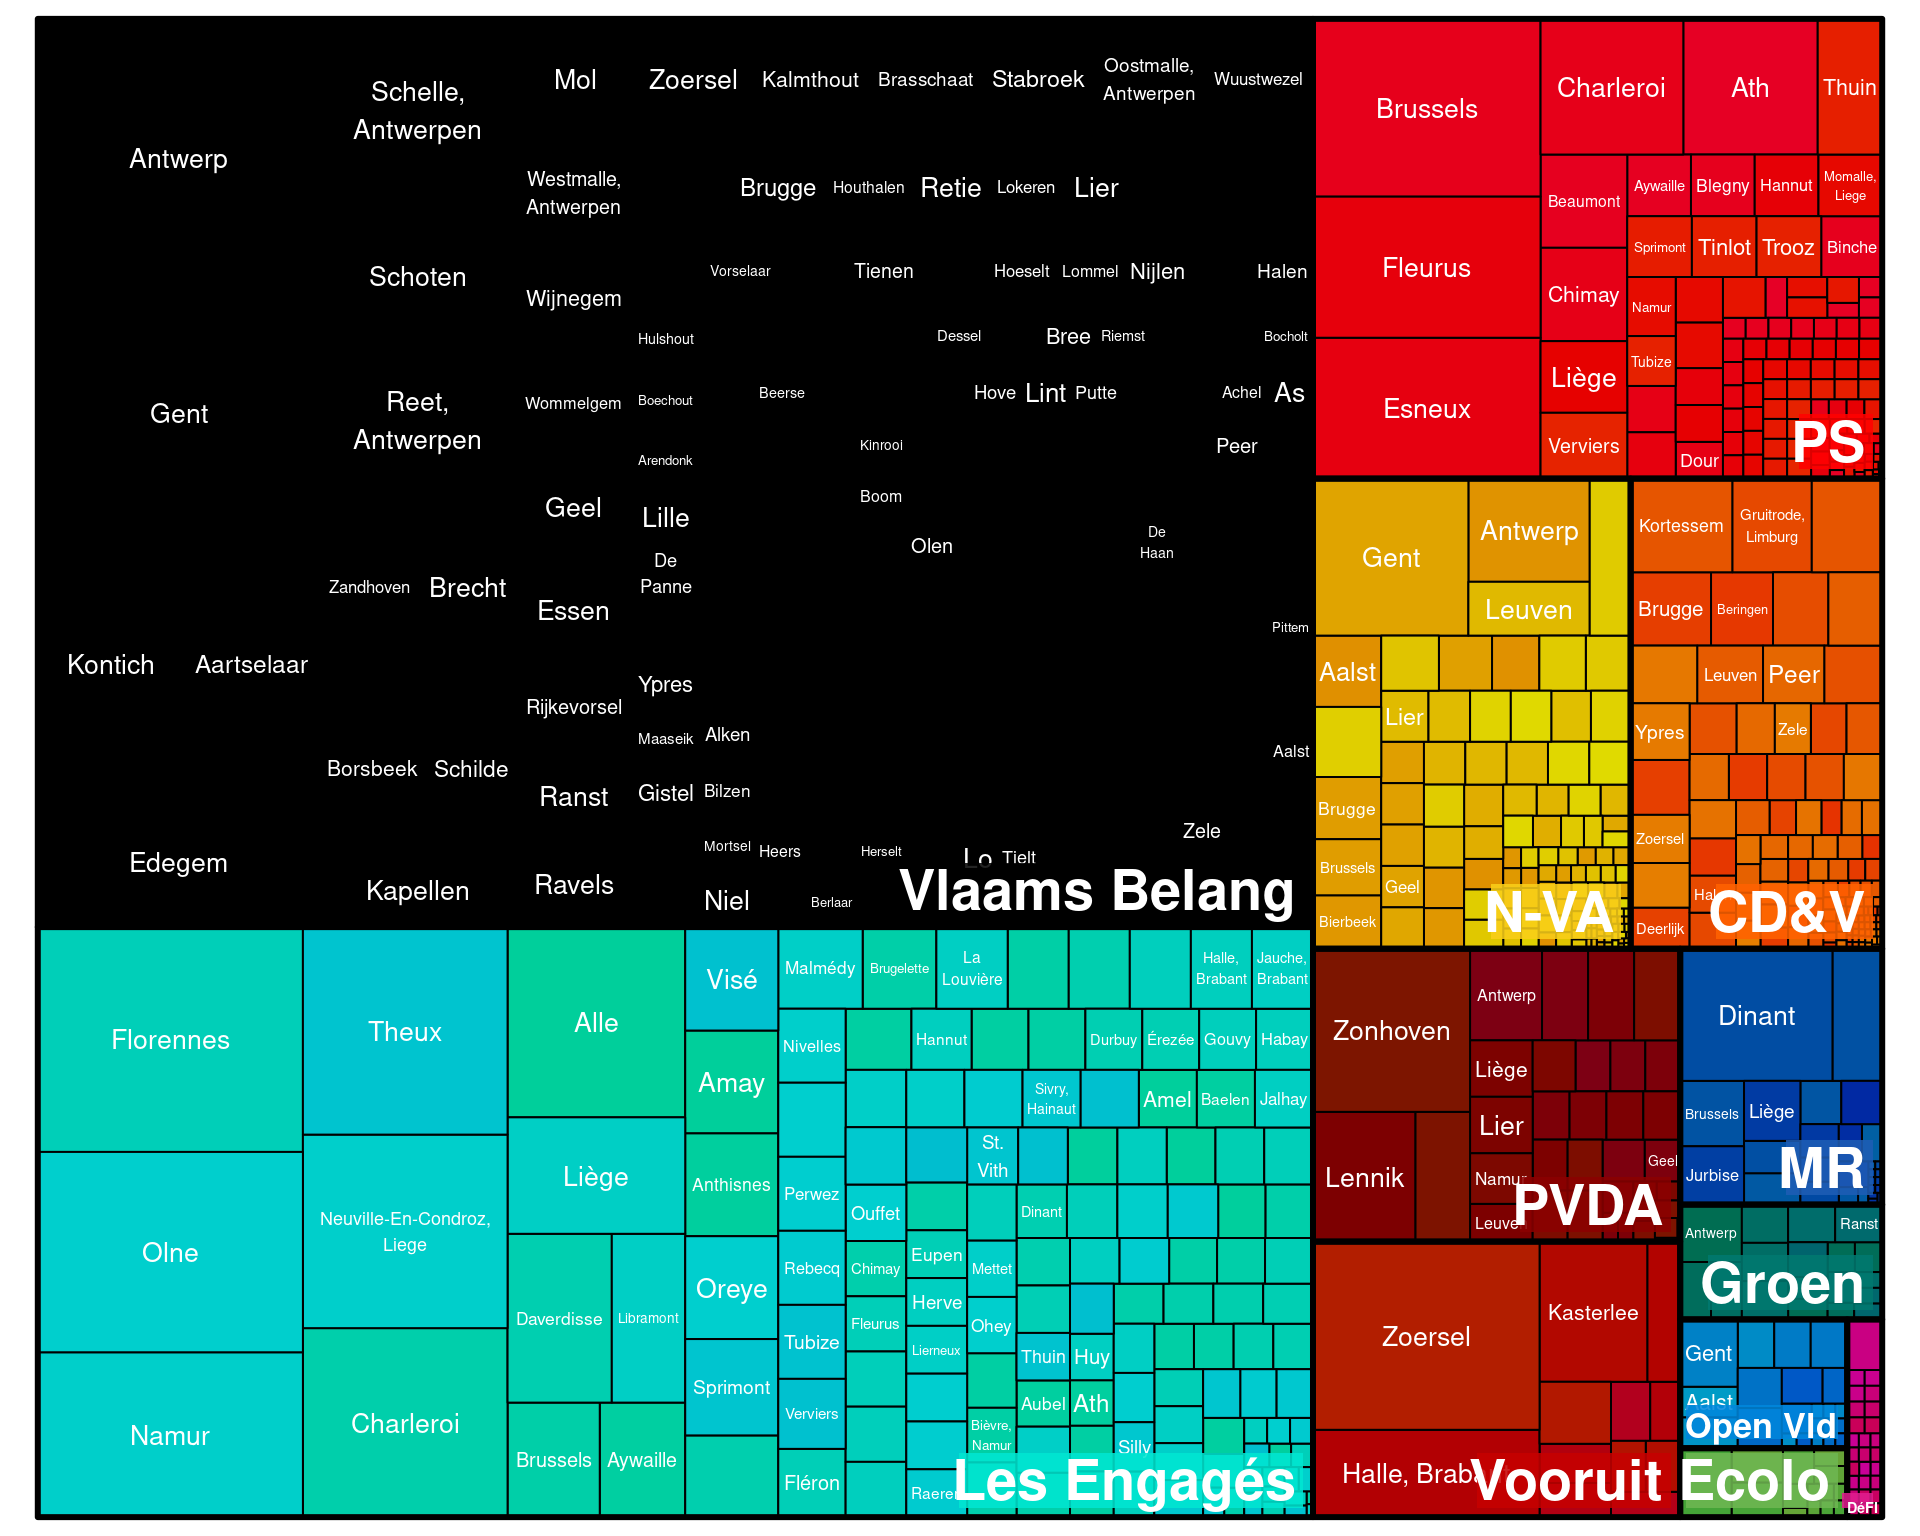 Antwerp
Schelle,
Antwerpen
Mol
Zoersel
Kalmthout
Brasschaat
Stabroek
Oostmalle,
Antwerpen
Wuustwezel
Westmalle,
Antwerpen
Brugge
Houthalen
Retie
Lokeren
Lier
Schoten
Wijnegem
Vorselaar
Tienen
Hoeselt
Lommel
Nijlen
Halen
Hulshout
Dessel
Bree
Riemst
Bocholt
Gent
Reet,
Antwerpen
Wommelgem
Boechout
Beerse
Hove
Lint
Putte
Achel
As
Arendonk
Kinrooi
Peer
Geel
Lille
Boom
Olen
De
Haan
Zandhoven
Brecht
Essen
De
Panne
Pittem
Kontich
Aartselaar
Rijkevorsel
Ypres
Maaseik
Alken
Aalst
Borsbeek
Schilde
Ranst
Gistel
Bilzen
Zele
Edegem
Kapellen
Ravels
Mortsel
Heers
Herselt
Lo
Tielt
Niel
Berlaar
Vlaams Belang
Brussels
Charleroi
Ath
Thuin
Beaumont
Aywaille
Blegny
Hannut
Momalle,
Liege
Sprimont
Tinlot
Trooz
Binche
Fleurus
Chimay
Namur
Tubize
Esneux
Liège
Verviers
Dour
PS
Gent
Antwerp
Leuven
Aalst
Lier
Brugge
Brussels
Geel
Bierbeek
N-VA
Kortessem
Gruitrode,
Limburg
Brugge
Beringen
Leuven
Peer
Ypres
Zele
Zoersel
Deerlijk
CD&V
Florennes
Theux
Alle
Visé
Malmédy
Brugelette
La
Louvière
Halle,
Brabant
Jauche,
Brabant
Nivelles
Hannut
Durbuy
Érezée
Gouvy
Habay
Amay
Sivry,
Hainaut
Amel
Baelen
Jalhay
Olne
Neuville-En-Condroz,
Liege
Liège
Anthisnes
Perwez
Ouffet
St.
Vith
Dinant
Daverdisse
Libramont
Oreye
Rebecq
Chimay
Eupen
Mettet
Fleurus
Herve
Ohey
Tubize
Lierneux
Thuin
Huy
Namur
Charleroi
Brussels
Aywaille
Sprimont
Verviers
Aubel
Ath
Bièvre,
Namur
Silly
Fléron
Raeren
Les Engagés
Zonhoven
Antwerp
Liège
Lier
Lennik
Namur
Geel
Leuven
PVDA
Dinant
Brussels
Liège
Jurbise
MR
Antwerp
Ranst
Groen
Zoersel
Kasterlee
Halle, Brabant
Vooruit
Gent
Aalst
Open Vld
Ecolo
DéFI